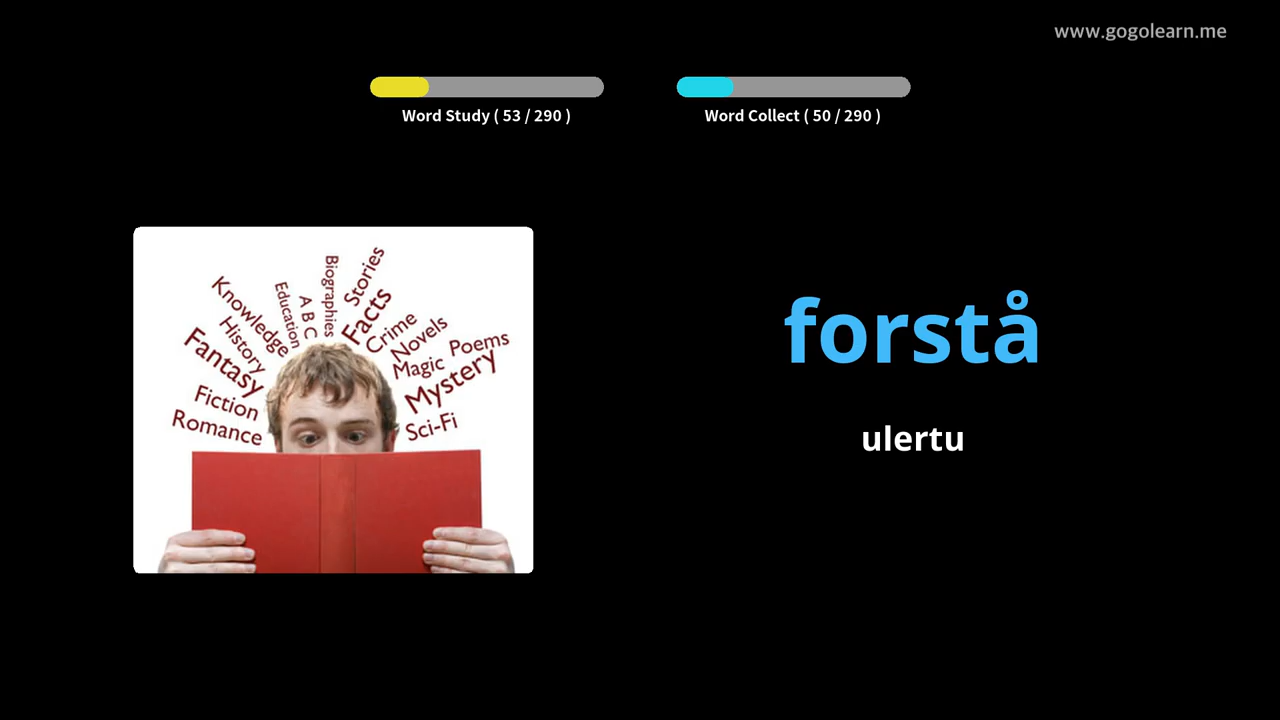 www.gogolearn.me
Word Study ( 53 / 290 )
Word Collect ( 50 / 290 )
Knowledge
Education
A B C
Biographies
Stories
Facts
Crime
Novels
Poems
History
Fantasy
Magic
Mystery
Fiction
Romance
Sci-Fi
forstå
ulertu